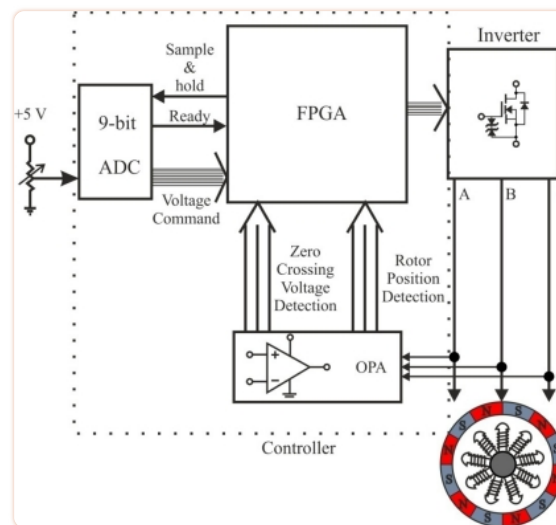 Sample
&
hold
Inverter
+5 V
9-bit
ADC
Ready
FPGA
Voltage
Command
A
B
Zero
Crossing
Voltage
Detection
Rotor
Position
Detection
+
−
OPA
Controller
N
S
N
S
N
S
N
S
N
S